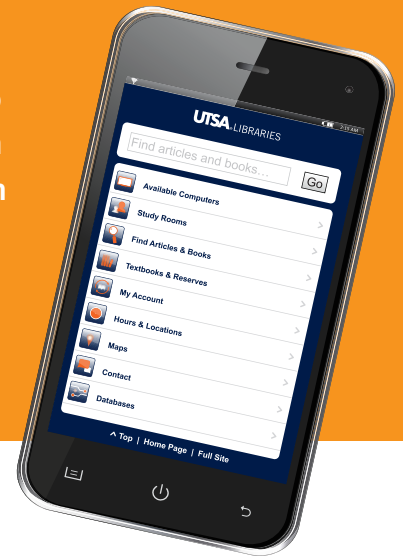 2:19 AM
UTSA LIBRARIES
Find articles and books...
Go
Available Computers
Study Rooms
Find Articles & Books
Textbooks & Reserves
My Account
Hours & Locations
Maps
Contact
Databases
^ Top | Home Page | Full Site